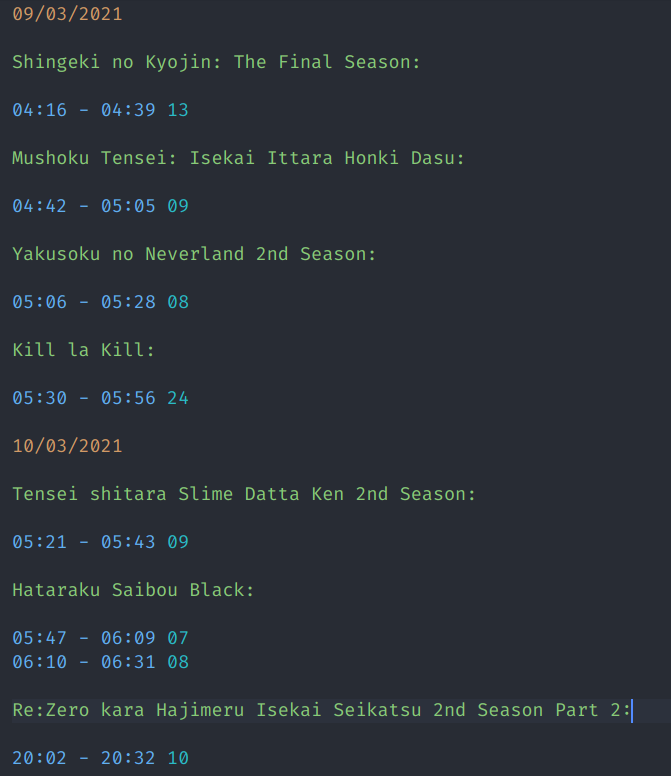 09/03/2021
Shingeki no Kyojin: The Final Season:
04:16 - 04:39 13
Mushoku Tensei: Isekai Ittara Honki Dasu:
04:42 - 05:05 09
Yakusoku no Neverland 2nd Season:
05:06 - 05:28 08
Kill la Kill:
05:30 - 05:56 24
10/03/2021
Tensei shitara Slime Datta Ken 2nd Season:
05:21 - 05:43 09
Hataraku Saibou Black:
05:47 - 06:09 07
06:10 - 06:31 08
Re:Zero kara Hajimeru Isekai Seikatsu 2nd Season Part 2:
20:02 - 20:32 10